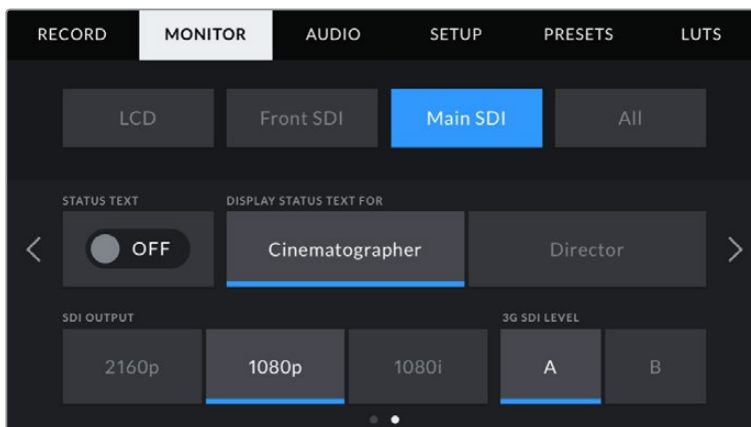 RECORD MONITOR AUDIO SETUP PRESETS LUTS
LCD Front SDI Main SDI All
STATUS TEXT DISPLAY STATUS TEXT FOR
OFF Cinematographer Director
SDI OUTPUT 3G SDI LEVEL
2160p 1080p 1080i A B